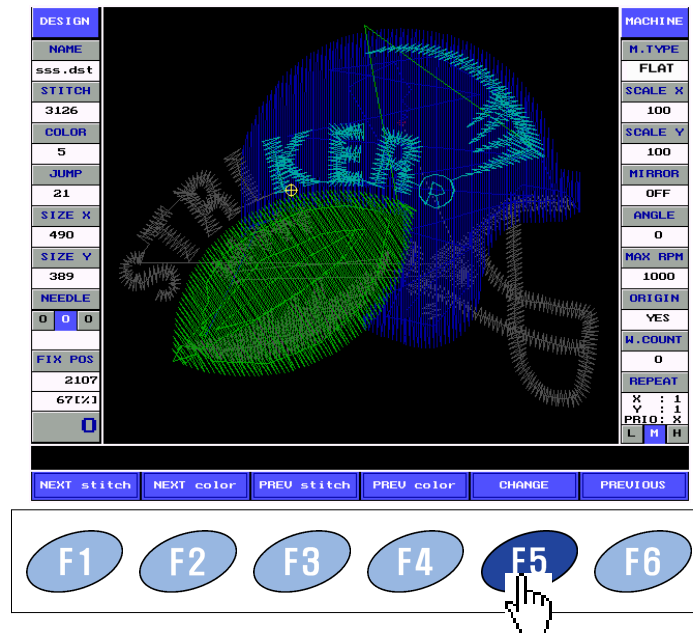 DESIGN
NAME
sss.dst
STITCH
3126
COLOR
5
JUMP
21
SIZE X
490
SIZE Y
389
NEEDLE
0 0 0
FIX POS
2107
67[%]
0
STRIKER
MACHINE
M.TYPE
FLAT
SCALE X
100
SCALE Y
100
MIRROR
OFF
ANGLE
0
MAX RPM
1000
ORIGIN
YES
W.COUNT
0
REPEAT
X : 1
Y : 1
PRIO: X
L M H
NEXT stitch NEXT color PREV stitch PREV color CHANGE PREVIOUS
F1 F2 F3 F4 F5 F6